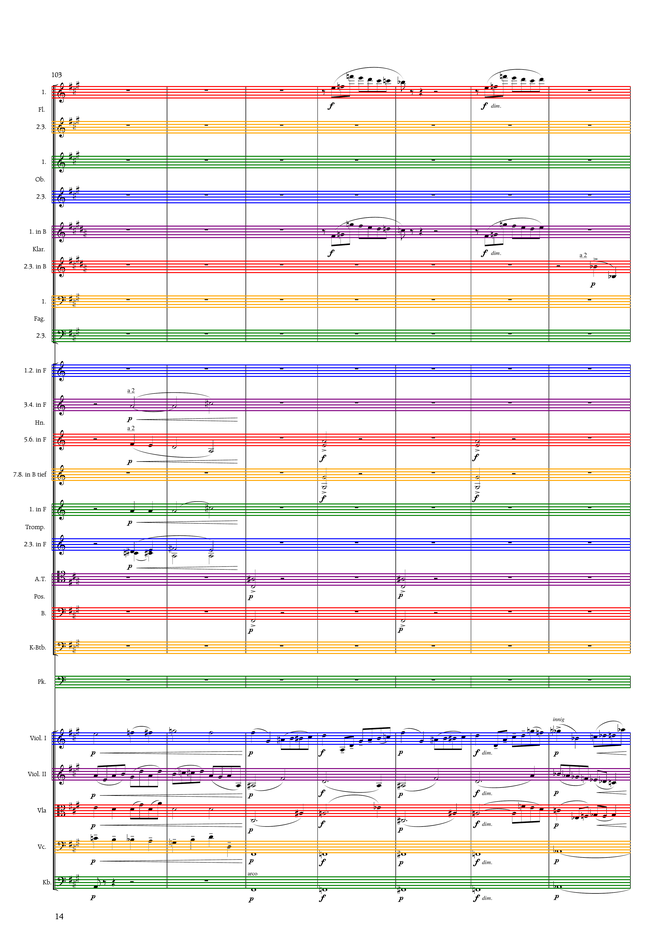 103
1.
Fl.
f
f dim.
2.3.
1.
Ob.
2.3.
1. in B
Klar.
f
f dim.
a 2
2.3. in B
p
1.
Fag.
2.3.
1.2. in F
a 2
3.4. in F
p
Hn.
a 2
5.6. in F
p
f
f
7.8. in B tief
f
f
1. in F
p
Tromp.
2.3. in F
p
A.T.
p
p
Pos.
B.
p
p
K-Btb.
Pk.
innig
Viol. I
p
p
f
p
f dim.
p
Viol. II
p
p
f
p
f dim.
p
Vla
p
p
f
p
f dim.
p
Vc.
p
p
f
p
f dim.
p
arco
Kb.
p
p
f
p
f dim.
p
14